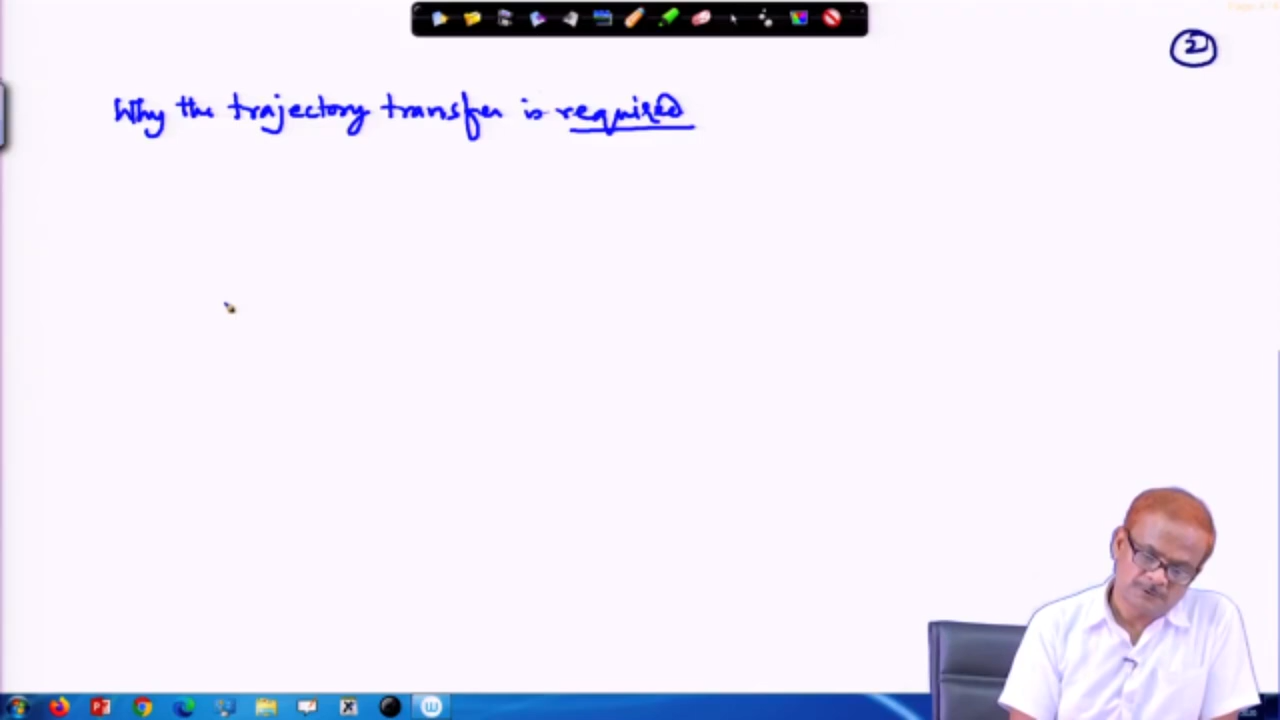 ②
Why the trajectory transfer is required